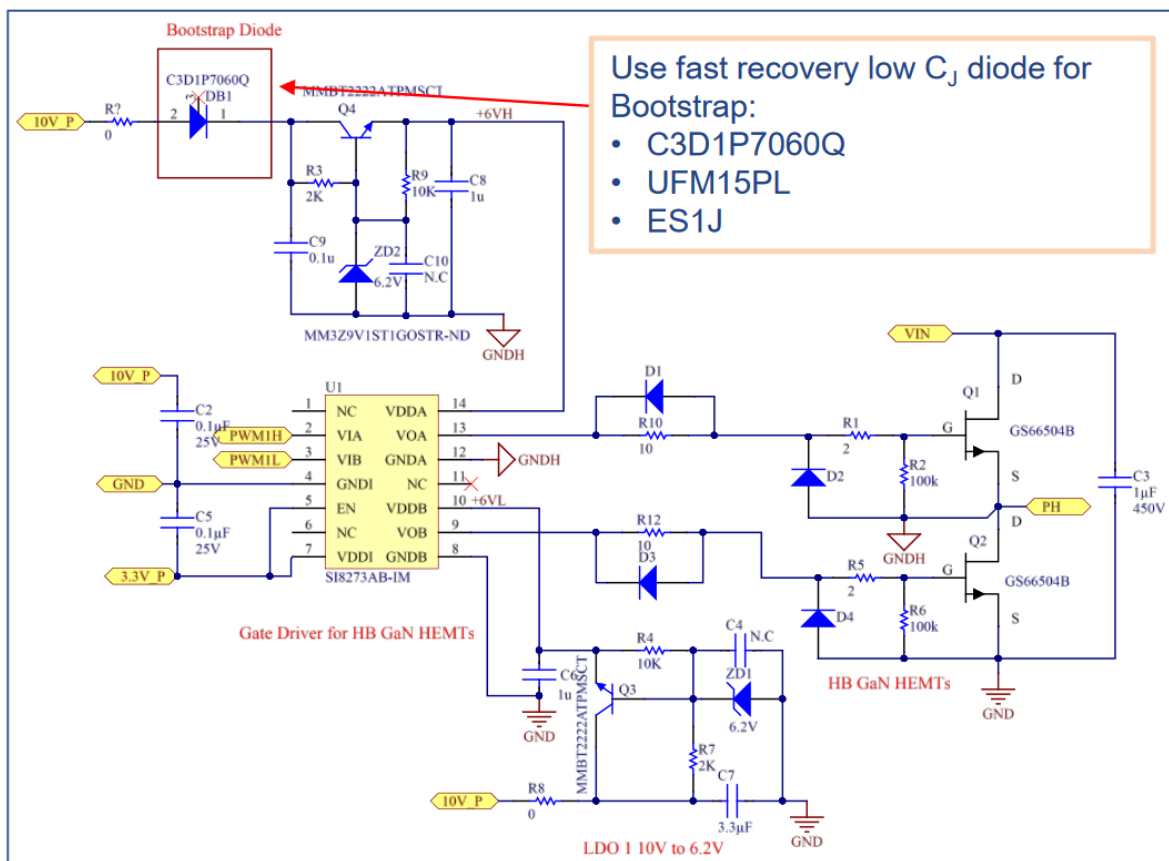 Bootstrap Diode
C3D1P7060Q
DB1
3
2
1
10V_P
R?
0
MMBT2222ATPMSCT
Q4
+6VH
R3
2K
R9
10K
C8
1u
C9
0.1u
ZD2
6.2V
C10
N.C
MM3Z9V1ST1GOSTR-ND
GNDH
Use fast recovery low CJ diode for
Bootstrap:
• C3D1P7060Q
• UFM15PL
• ES1J
10V_P
C2
0.1µF
25V
PWM1H
PWM1L
GND
C5
0.1µF
25V
3.3V_P
U1
1 NC VDDA 14
2 VIA VOA 13
3 VIB GNDA 12
4 GNDI NC 11
5 EN VDDB 10
6 NC VOB 9
7 VDDI GNDB 8
SI8273AB-IM
GNDH
+6VL
Gate Driver for HB GaN HEMTs
D1
R10
10
D2
R1
2
R2
100k
GNDH
R12
10
D3
D4
R5
2
R6
100k
VIN
Q1
D
G
GS66504B
S
PH
C3
1µF
450V
Q2
D
G
GS66504B
S
HB GaN HEMTs
GND
C6
1u
GND
MMBT2222ATPMSCT
Q3
R4
10K
C4
N.C
ZD1
6.2V
R7
2K
C7
3.3µF
GND
10V_P
R8
0
LDO 1 10V to 6.2V